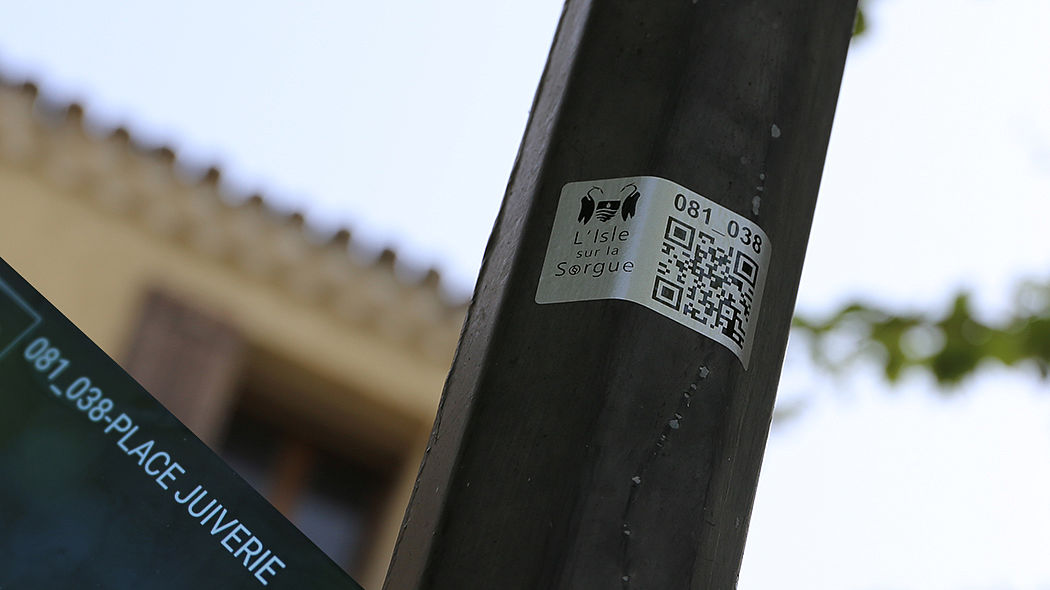 081_038
L'Isle
sur la
Sorgue
081_038-PLACE JUIVERIE